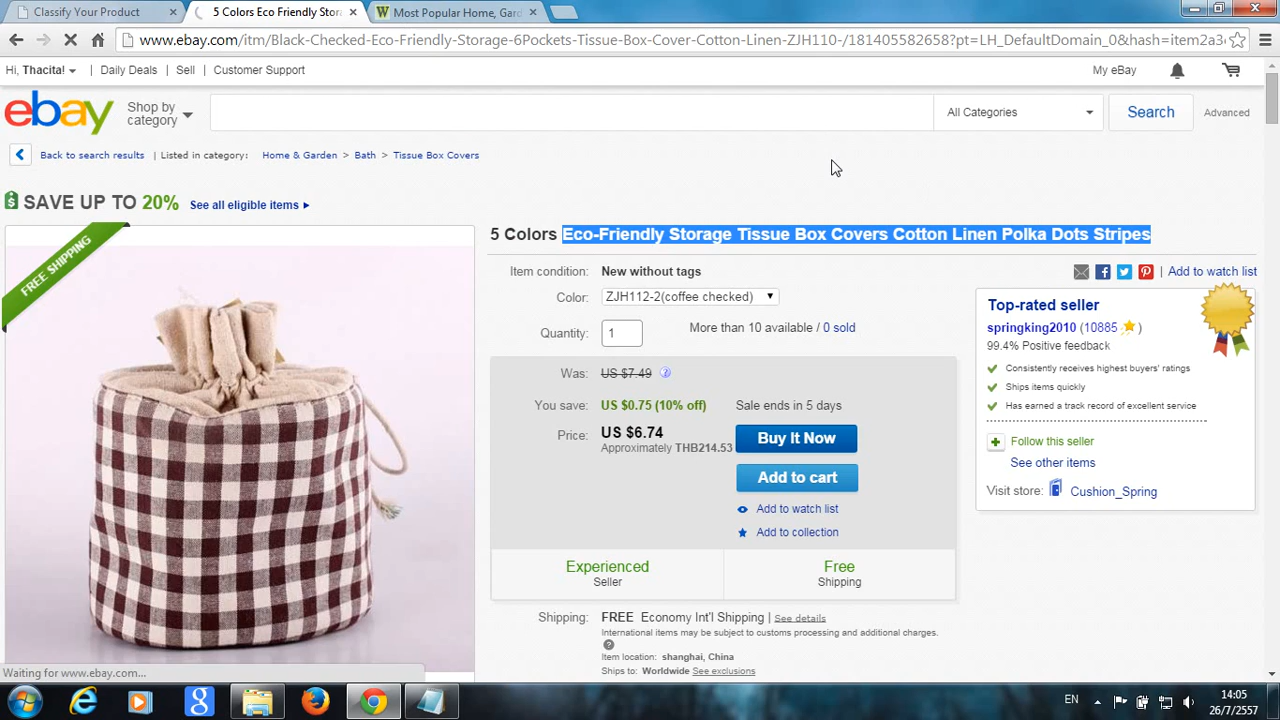 Classify Your Product
5 Colors Eco Friendly Stora
Most Popular Home, Gard
www.ebay.com/itm/Black-Checked-Eco-Friendly-Storage-6Pockets-Tissue-Box-Cover-Cotton-Linen-ZJH110-/181405582658?pt=LH_DefaultDomain_0&hash=item2a3
Hi, Thacita! | Daily Deals | Sell | Customer Support
My eBay
ebay
Shop by category
All Categories
Search
Advanced
Back to search results | Listed in category: Home & Garden > Bath > Tissue Box Covers
SAVE UP TO 20% See all eligible items
FREE SHIPPING
5 Colors Eco-Friendly Storage Tissue Box Covers Cotton Linen Polka Dots Stripes
Item condition: New without tags
| Add to watch list
Color: ZJH112-2(coffee checked)
Quantity: 1
More than 10 available / 0 sold
Was: US $7.49
You save: US $0.75 (10% off)
Sale ends in 5 days
Price: US $6.74
Approximately THB214.53
Buy It Now
Add to cart
Add to watch list
Add to collection
Experienced
Seller
Free
Shipping
Shipping: FREE Economy Int'l Shipping | See details
International items may be subject to customs processing and additional charges.
Item location: shanghai, China
Ships to: Worldwide See exclusions
Top-rated seller
springking2010 (10885 )
99.4% Positive feedback
Consistently receives highest buyers' ratings
Ships items quickly
Has earned a track record of excellent service
Follow this seller
See other items
Visit store: Cushion_Spring
Waiting for www.ebay.com...
EN
14:05
26/7/2557